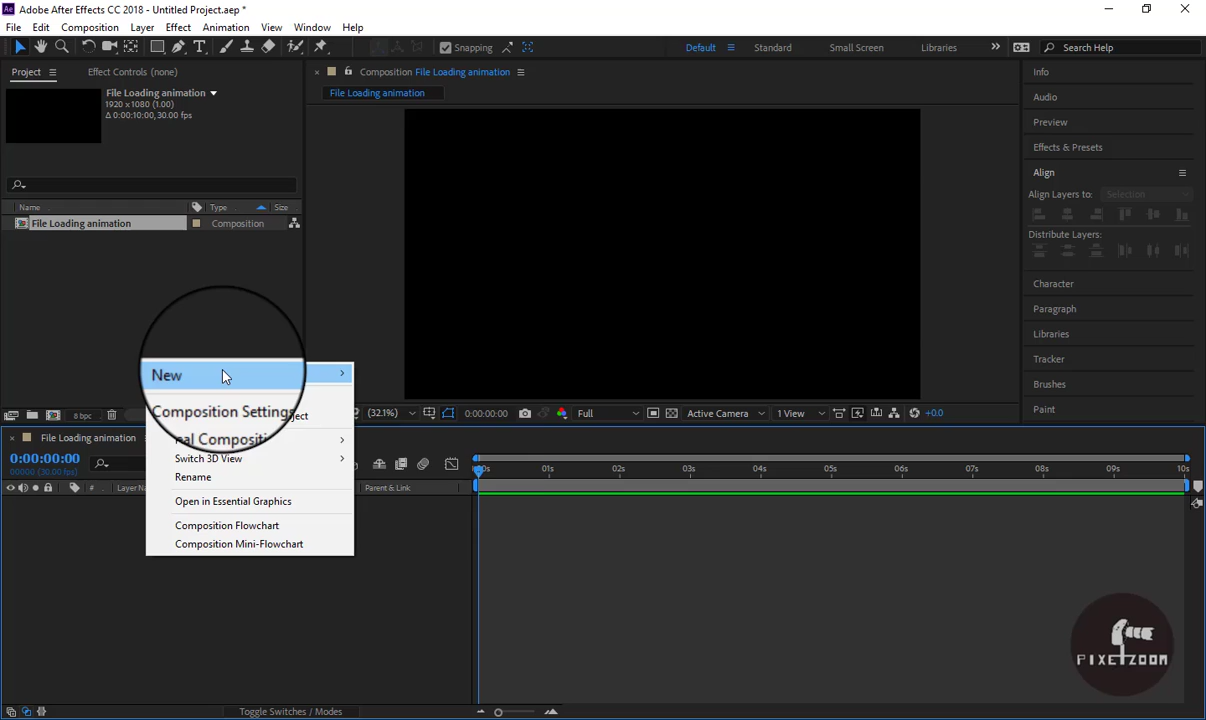 Adobe After Effects CC 2018 - Untitled Project.aep *
File Edit Composition Layer Effect Animation View Window Help
Snapping
Default
Standard
Small Screen
Libraries
Search Help
Project
Effect Controls (none)
Composition File Loading animation
File Loading animation
File Loading animation
1920 x 1080 (1.00)
Δ 0:00:10:00, 30.00 fps
Name
Type
Size
File Loading animation
Composition
Info
Audio
Preview
Effects & Presets
Align
Align Layers to:
Selection
Distribute Layers:
Character
Paragraph
Libraries
Tracker
Brushes
Paint
New
Composition Settings
Switch 3D View
Rename
Open in Essential Graphics
Composition Flowchart
Composition Mini-Flowchart
8 bpc
(32.1%)
0:00:00:00
Full
Active Camera
1 View
+0.0
File Loading animation
0:00:00:00
00000 (30.00 fps)
#
Parent & Link
01s 02s 03s 04s 05s 06s 07s 08s 09s 10s
Toggle Switches / Modes
PIXETZOOM